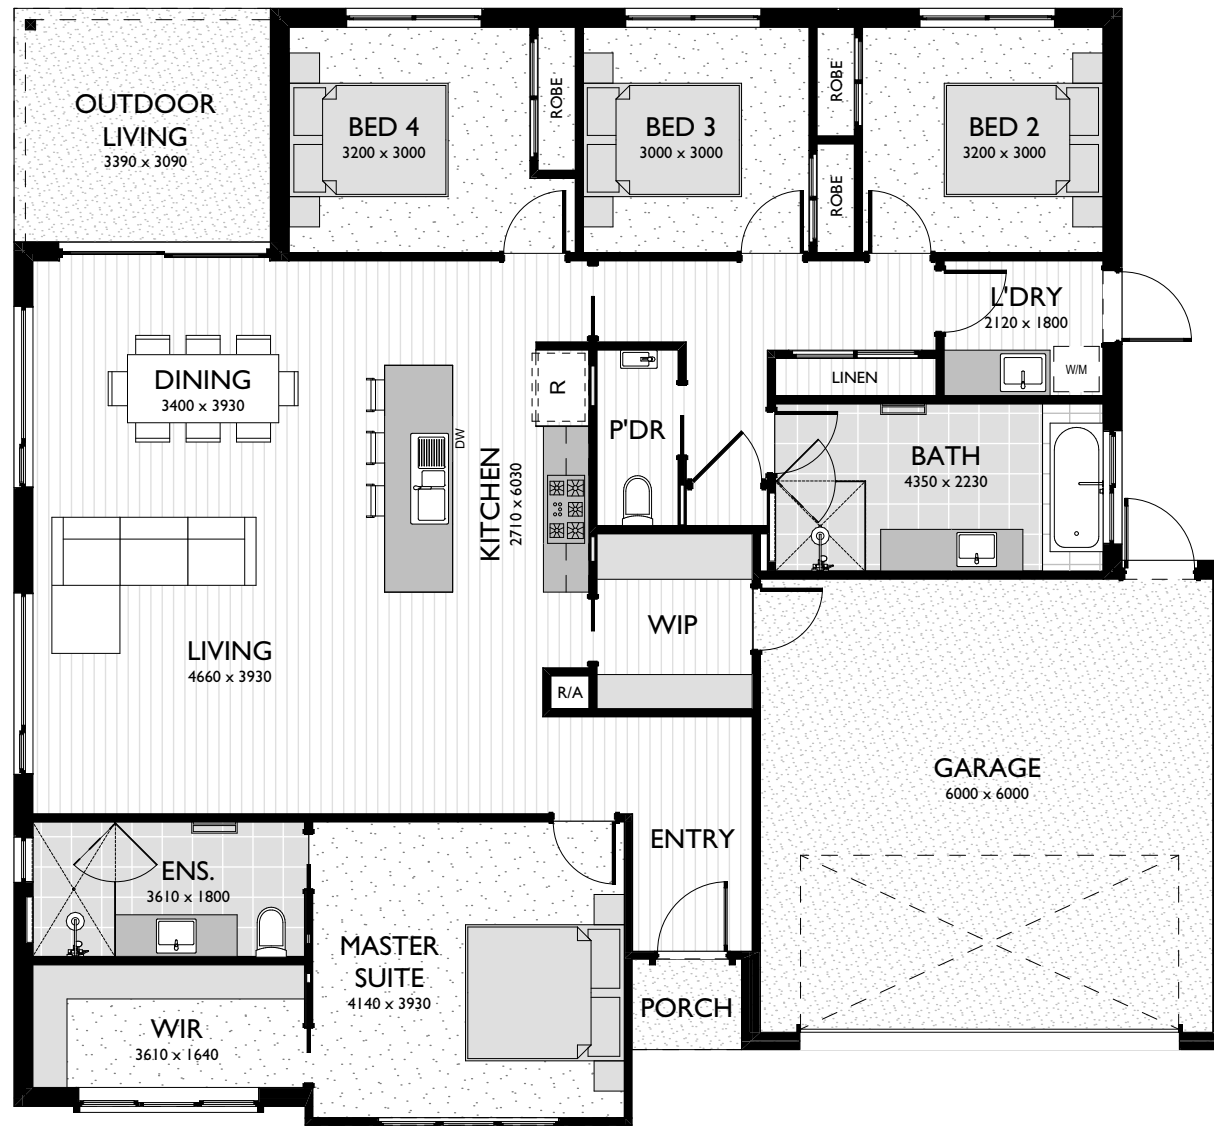 OUTDOOR
LIVING
3390 x 3090
BED 4
3200 x 3000
ROBE
BED 3
3000 x 3000
ROBE
ROBE
BED 2
3200 x 3000
L'DRY
2120 x 1800
W/M
LINEN
DINING
3400 x 3930
DW
KITCHEN
2710 x 6030
R
P'DR
BATH
4350 x 2230
LIVING
4660 x 3930
WIP
R/A
GARAGE
6000 x 6000
ENTRY
ENS.
3610 x 1800
MASTER
SUITE
4140 x 3930
PORCH
WIR
3610 x 1640